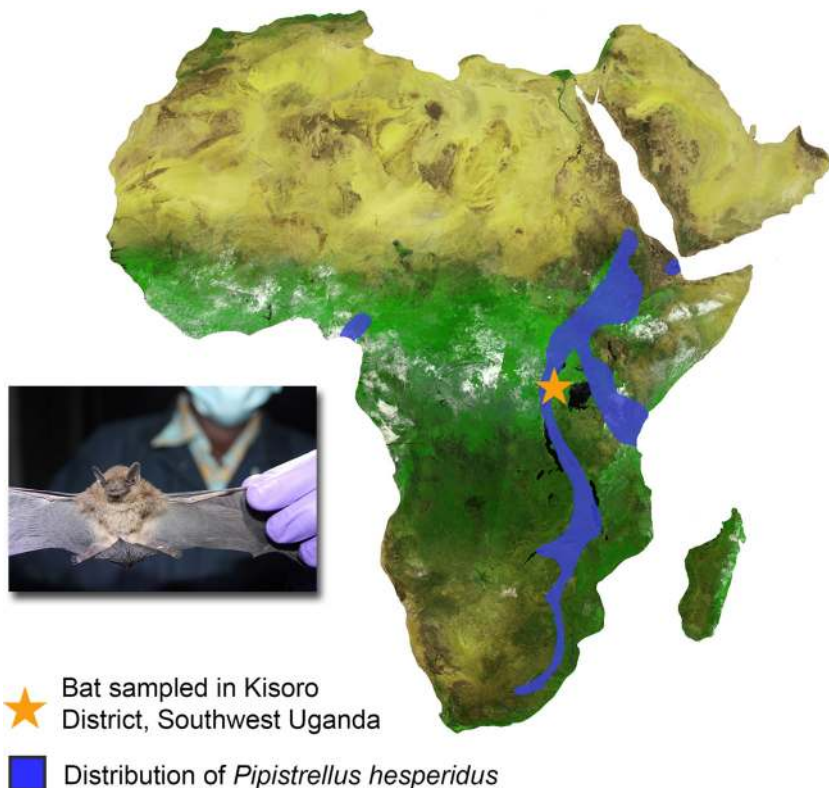 Bat sampled in Kisoro
District, Southwest Uganda
Distribution of Pipistrellus hesperidus